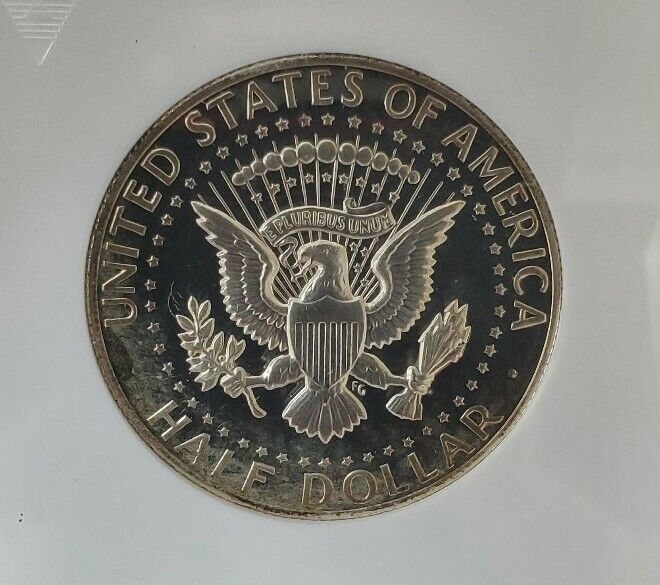 UNITED STATES OF AMERICA
E PLURIBUS UNUM
FG
HALF DOLLAR